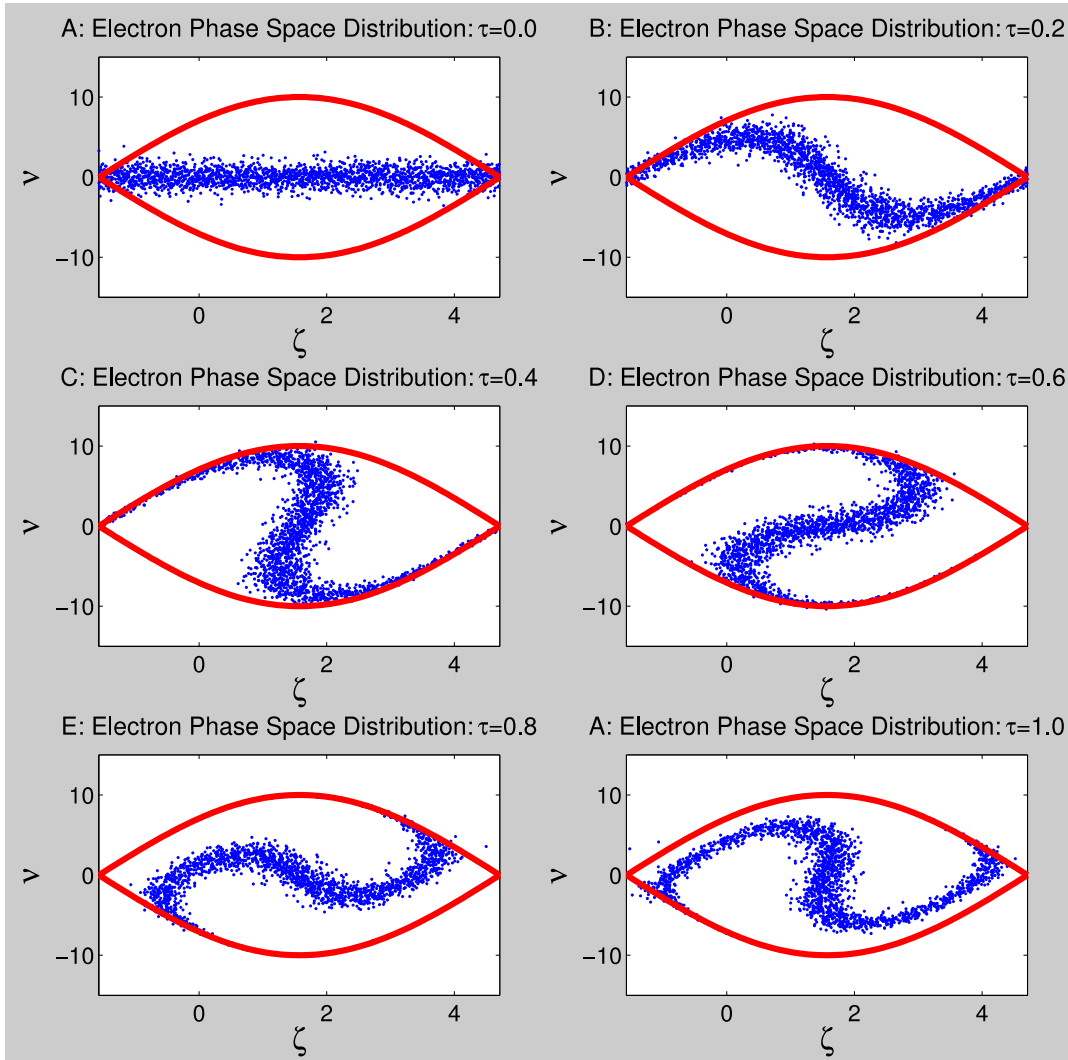 A: Electron Phase Space Distribution: τ=0.0
10
0
−10
ν
0 2 4
ζ
B: Electron Phase Space Distribution: τ=0.2
10
0
−10
ν
0 2 4
ζ
C: Electron Phase Space Distribution: τ=0.4
10
0
−10
ν
0 2 4
ζ
D: Electron Phase Space Distribution: τ=0.6
10
0
−10
ν
0 2 4
ζ
E: Electron Phase Space Distribution: τ=0.8
10
0
−10
ν
0 2 4
ζ
A: Electron Phase Space Distribution: τ=1.0
10
0
−10
ν
0 2 4
ζ